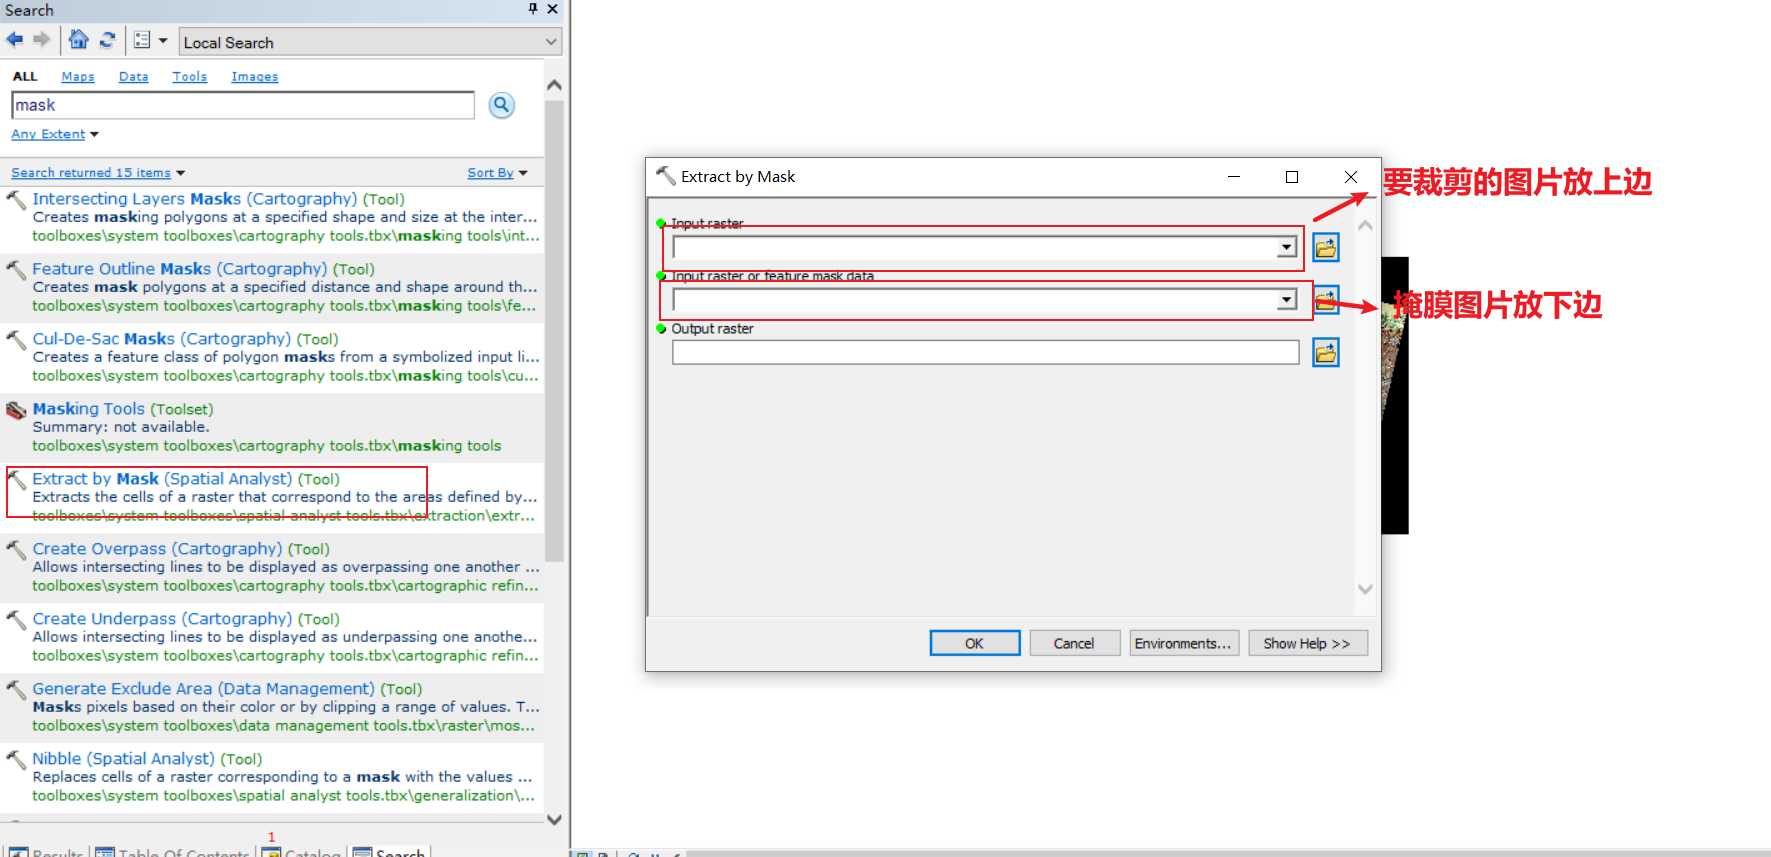 Search
Local Search
ALL Maps Data Tools Images
mask
Any Extent
Search returned 15 items Sort By
Intersecting Layers Masks (Cartography) (Tool)
Creates masking polygons at a specified shape and size at the inter...
toolboxes\system toolboxes\cartography tools.tbx\masking tools\int...
Feature Outline Masks (Cartography) (Tool)
Creates mask polygons at a specified distance and shape around th...
toolboxes\system toolboxes\cartography tools.tbx\masking tools\fe...
Cul-De-Sac Masks (Cartography) (Tool)
Creates a feature class of polygon masks from a symbolized input li...
toolboxes\system toolboxes\cartography tools.tbx\masking tools\cu...
Masking Tools (Toolset)
Summary: not available.
toolboxes\system toolboxes\cartography tools.tbx\masking tools
Extract by Mask (Spatial Analyst) (Tool)
Extracts the cells of a raster that correspond to the areas defined by...
toolboxes\system toolboxes\spatial analyst tools.tbx\extraction\extr...
Create Overpass (Cartography) (Tool)
Allows intersecting lines to be displayed as overpassing one another ...
toolboxes\system toolboxes\cartography tools.tbx\cartographic refin...
Create Underpass (Cartography) (Tool)
Allows intersecting lines to be displayed as underpassing one anothe...
toolboxes\system toolboxes\cartography tools.tbx\cartographic refin...
Generate Exclude Area (Data Management) (Tool)
Masks pixels based on their color or by clipping a range of values. T...
toolboxes\system toolboxes\data management tools.tbx\raster\mos...
Nibble (Spatial Analyst) (Tool)
Replaces cells of a raster corresponding to a mask with the values ...
toolboxes\system toolboxes\spatial analyst tools.tbx\generalization\...
1
Results Table Of Contents Catalog Search
Extract by Mask
要裁剪的图片放上边
Input raster
Input raster or feature mask data
掩膜图片放下边
Output raster
OK Cancel Environments... Show Help >>